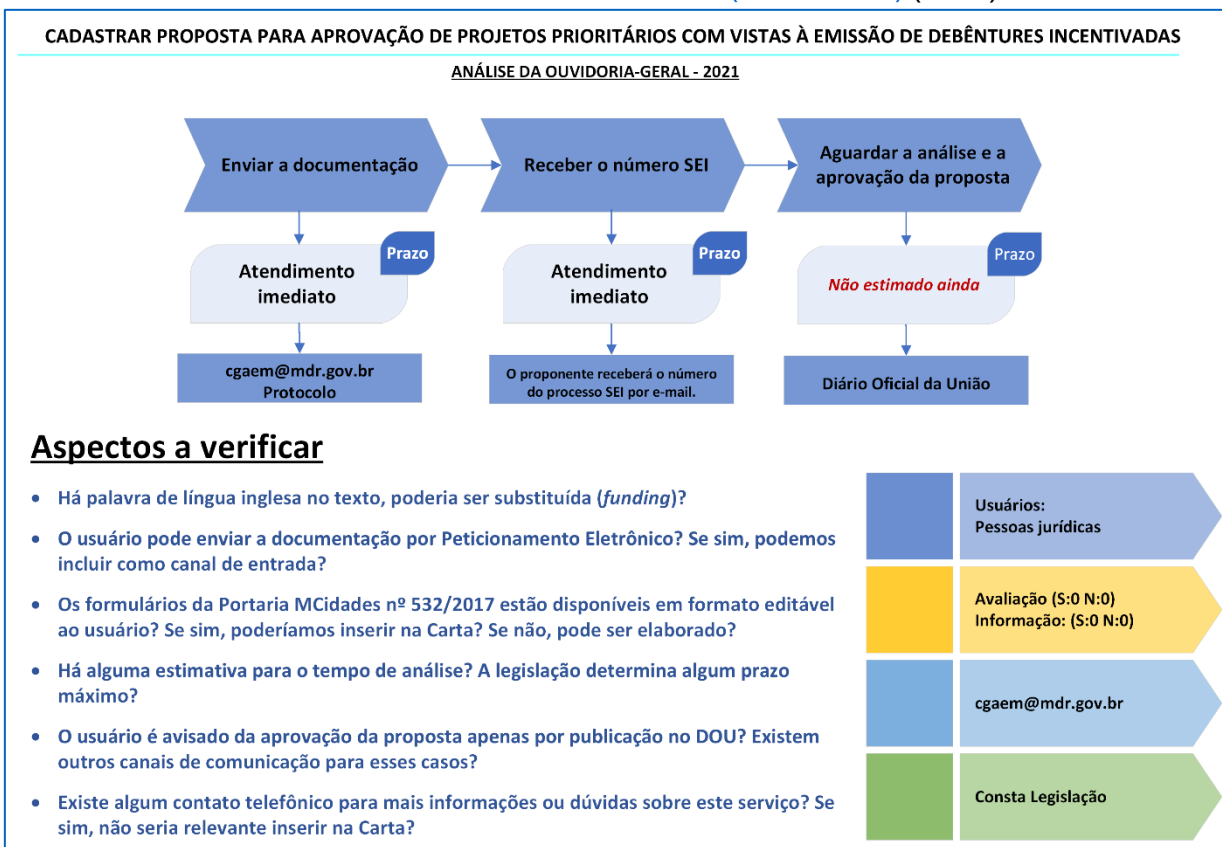 CADASTRAR PROPOSTA PARA APROVAÇÃO DE PROJETOS PRIORITÁRIOS COM VISTAS À EMISSÃO DE DEBÊNTURES INCENTIVADAS
ANÁLISE DA OUVIDORIA-GERAL - 2021
Enviar a documentação
Receber o número SEI
Aguardar a análise e a
aprovação da proposta
Prazo
Atendimento
imediato
Prazo
Atendimento
imediato
Prazo
Não estimado ainda
cgaem@mdr.gov.br
Protocolo
O proponente receberá o número
do processo SEI por e-mail.
Diário Oficial da União
Aspectos a verificar
• Há palavra de língua inglesa no texto, poderia ser substituída (funding)?
• O usuário pode enviar a documentação por Peticionamento Eletrônico? Se sim, podemos
incluir como canal de entrada?
• Os formulários da Portaria MCidades nº 532/2017 estão disponíveis em formato editável
ao usuário? Se sim, poderíamos inserir na Carta? Se não, pode ser elaborado?
• Há alguma estimativa para o tempo de análise? A legislação determina algum prazo
máximo?
• O usuário é avisado da aprovação da proposta apenas por publicação no DOU? Existem
outros canais de comunicação para esses casos?
• Existe algum contato telefônico para mais informações ou dúvidas sobre este serviço? Se
sim, não seria relevante inserir na Carta?
Usuários:
Pessoas jurídicas
Avaliação (S:0 N:0)
Informação: (S:0 N:0)
cgaem@mdr.gov.br
Consta Legislação